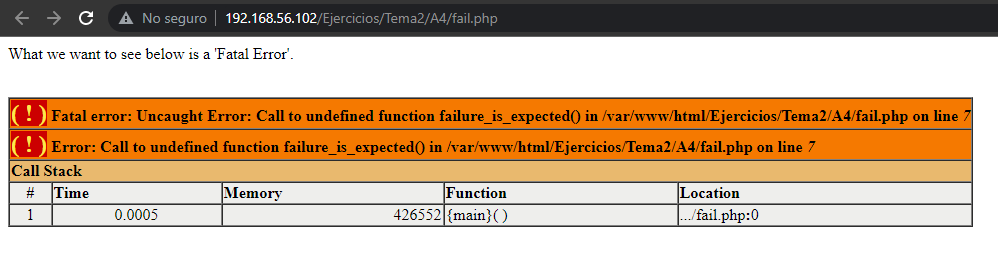 No seguro | 192.168.56.102/Ejercicios/Tema2/A4/fail.php
What we want to see below is a 'Fatal Error'.
( ! ) Fatal error: Uncaught Error: Call to undefined function failure_is_expected() in /var/www/html/Ejercicios/Tema2/A4/fail.php on line 7
( ! ) Error: Call to undefined function failure_is_expected() in /var/www/html/Ejercicios/Tema2/A4/fail.php on line 7
Call Stack
# Time Memory Function Location
1 0.0005 426552 {main}( ) .../fail.php:0